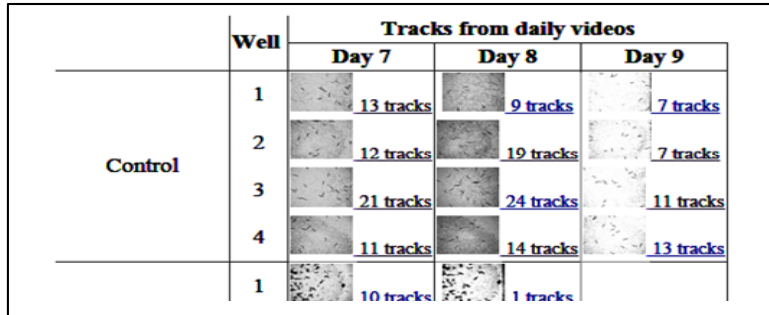 Well Tracks from daily videos
Day 7 Day 8 Day 9
Control
1 13 tracks 9 tracks 7 tracks
2 12 tracks 19 tracks 7 tracks
3 21 tracks 24 tracks 11 tracks
4 11 tracks 14 tracks 13 tracks
1 10 tracks 1 tracks